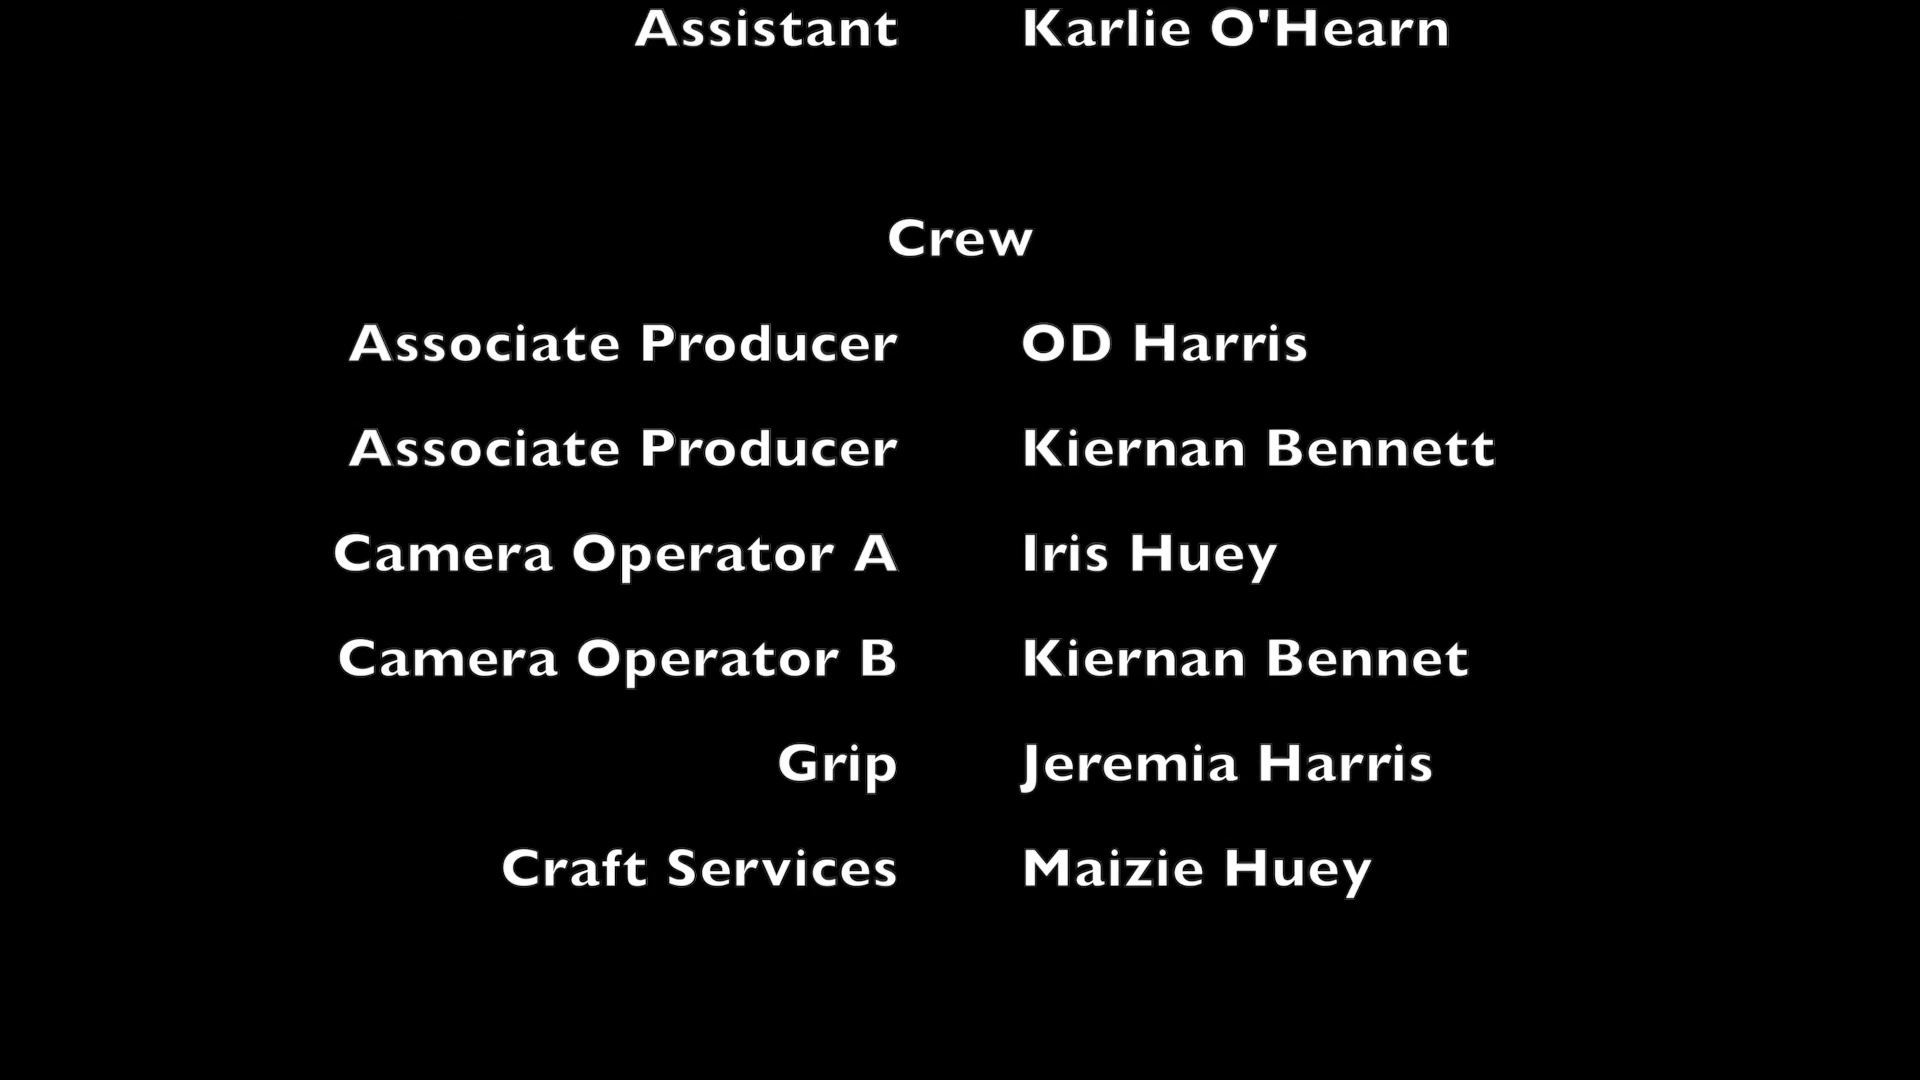 Assistant Karlie O'Hearn
Crew
Associate Producer OD Harris
Associate Producer Kiernan Bennett
Camera Operator A Iris Huey
Camera Operator B Kiernan Bennet
Grip Jeremia Harris
Craft Services Maizie Huey